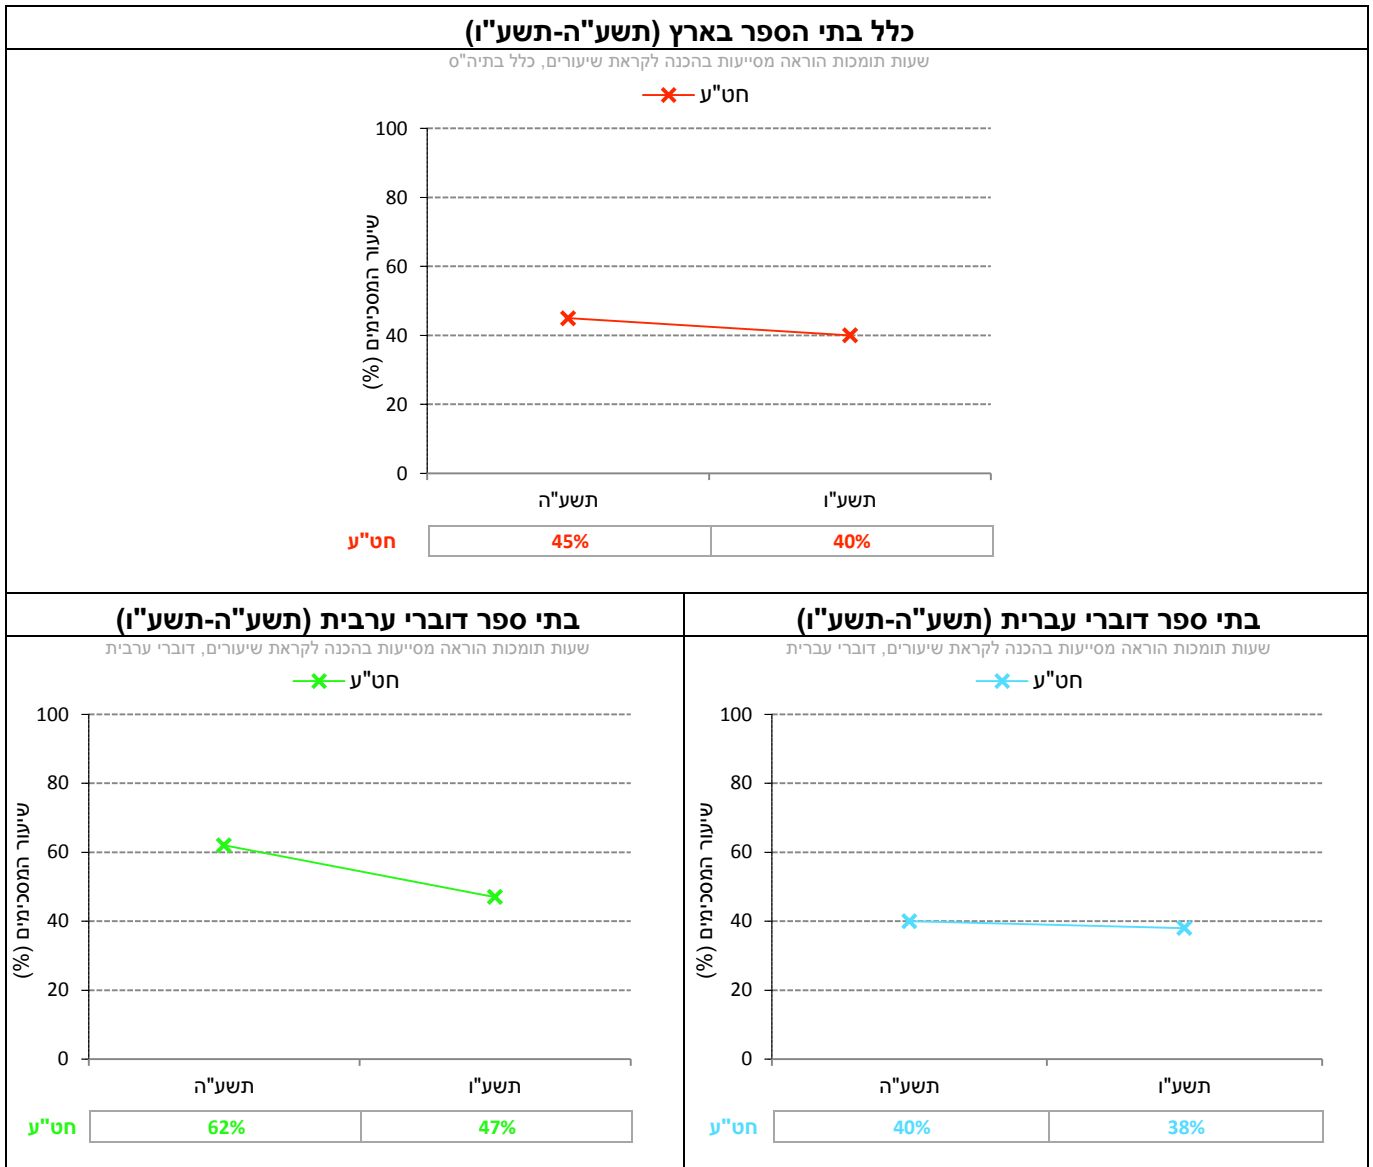 כלל בתי הספר בארץ (תשע"ה-תשע"ו)
שעות תומכות הוראה מסייעות בהכנה לקראת שיעורים, כלל בתיה"ס
חט"ע
שיעור המסכימים (%)
100
80
60
40
20
0
תשע"ה תשע"ו
חט"ע 45% 40%
בתי ספר דוברי עברית (תשע"ה-תשע"ו)
שעות תומכות הוראה מסייעות בהכנה לקראת שיעורים, דוברי עברית
חט"ע
שיעור המסכימים (%)
100
80
60
40
20
0
תשע"ה תשע"ו
חט"ע 40% 38%
בתי ספר דוברי ערבית (תשע"ה-תשע"ו)
שעות תומכות הוראה מסייעות בהכנה לקראת שיעורים, דוברי ערבית
חט"ע
שיעור המסכימים (%)
100
80
60
40
20
0
תשע"ה תשע"ו
חט"ע 62% 47%